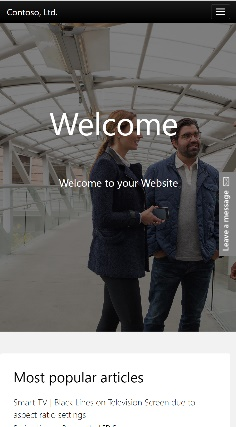 Contoso, Ltd.
Welcome
Welcome to your Website
Leave a message
Most popular articles
Smart TV | Black Lines on Television Screen due to
aspect ratio settings